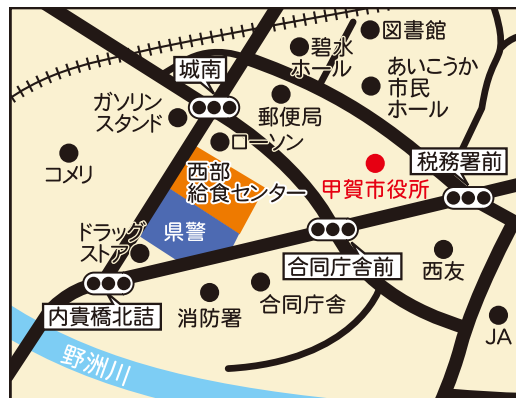 図書館
碧水
ホール
あいこうか
市民
ホール
城南
ガソリン
スタンド
郵便局
ローソン
コメリ
西部
給食センター
税務署前
甲賀市役所
県警
ドラッグ
ストア
合同庁舎前
西友
内貴橋北詰
消防署
合同庁舎
JA
野洲川